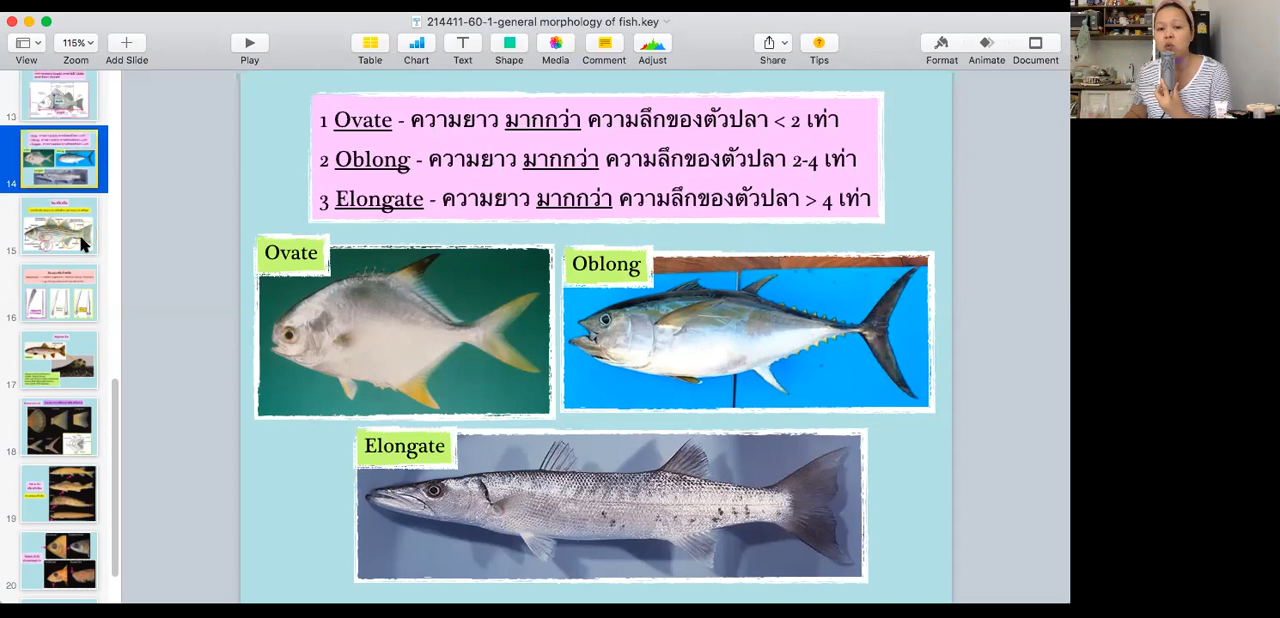 214411-60-1-general morphology of fish.key
115%
View
Zoom
Add Slide
Play
Table
Chart
Text
Shape
Media
Comment
Adjust
Share
Tips
Format
Animate
Document
1 Ovate - ความยาว มากกว่า ความลึกของตัวปลา < 2 เท่า
2 Oblong - ความยาว มากกว่า ความลึกของตัวปลา 2-4 เท่า
3 Elongate - ความยาว มากกว่า ความลึกของตัวปลา > 4 เท่า
Ovate
Oblong
Elongate
13
14
15
16
17
18
19
20